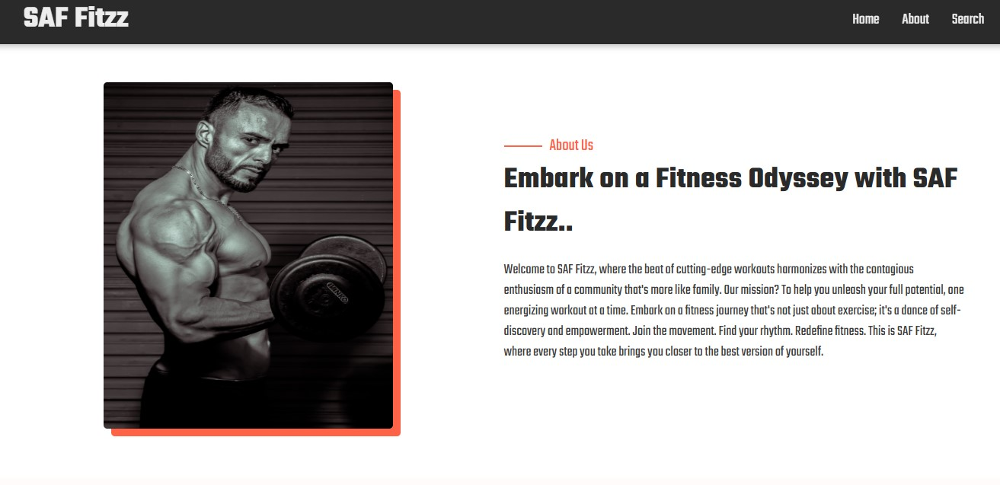 SAF Fitzz
Home About Search
About Us
Embark on a Fitness Odyssey with SAF
Fitzz..
Welcome to SAF Fitzz, where the beat of cutting-edge workouts harmonizes with the contagious
enthusiasm of a community that's more like family. Our mission? To help you unleash your full potential, one
energizing workout at a time. Embark on a fitness journey that's not just about exercise; it's a dance of self-
discovery and empowerment. Join the movement. Find your rhythm. Redefine fitness. This is SAF Fitzz,
where every step you take brings you closer to the best version of yourself.